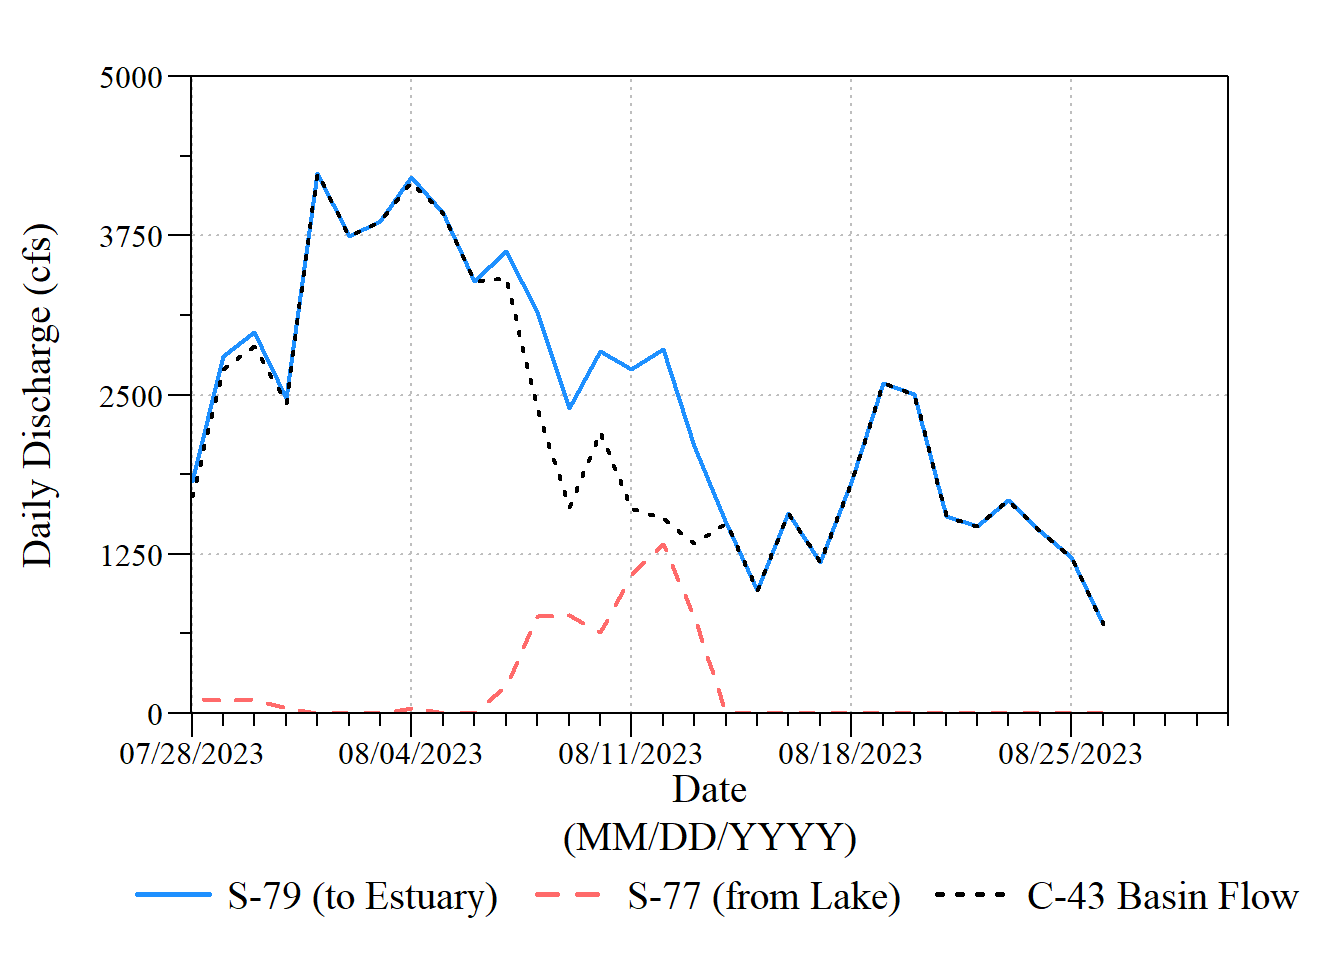 5000
3750
2500
1250
0
Daily Discharge (cfs)
07/28/2023 08/04/2023 08/11/2023 08/18/2023 08/25/2023
Date
(MM/DD/YYYY)
S-79 (to Estuary) S-77 (from Lake) C-43 Basin Flow